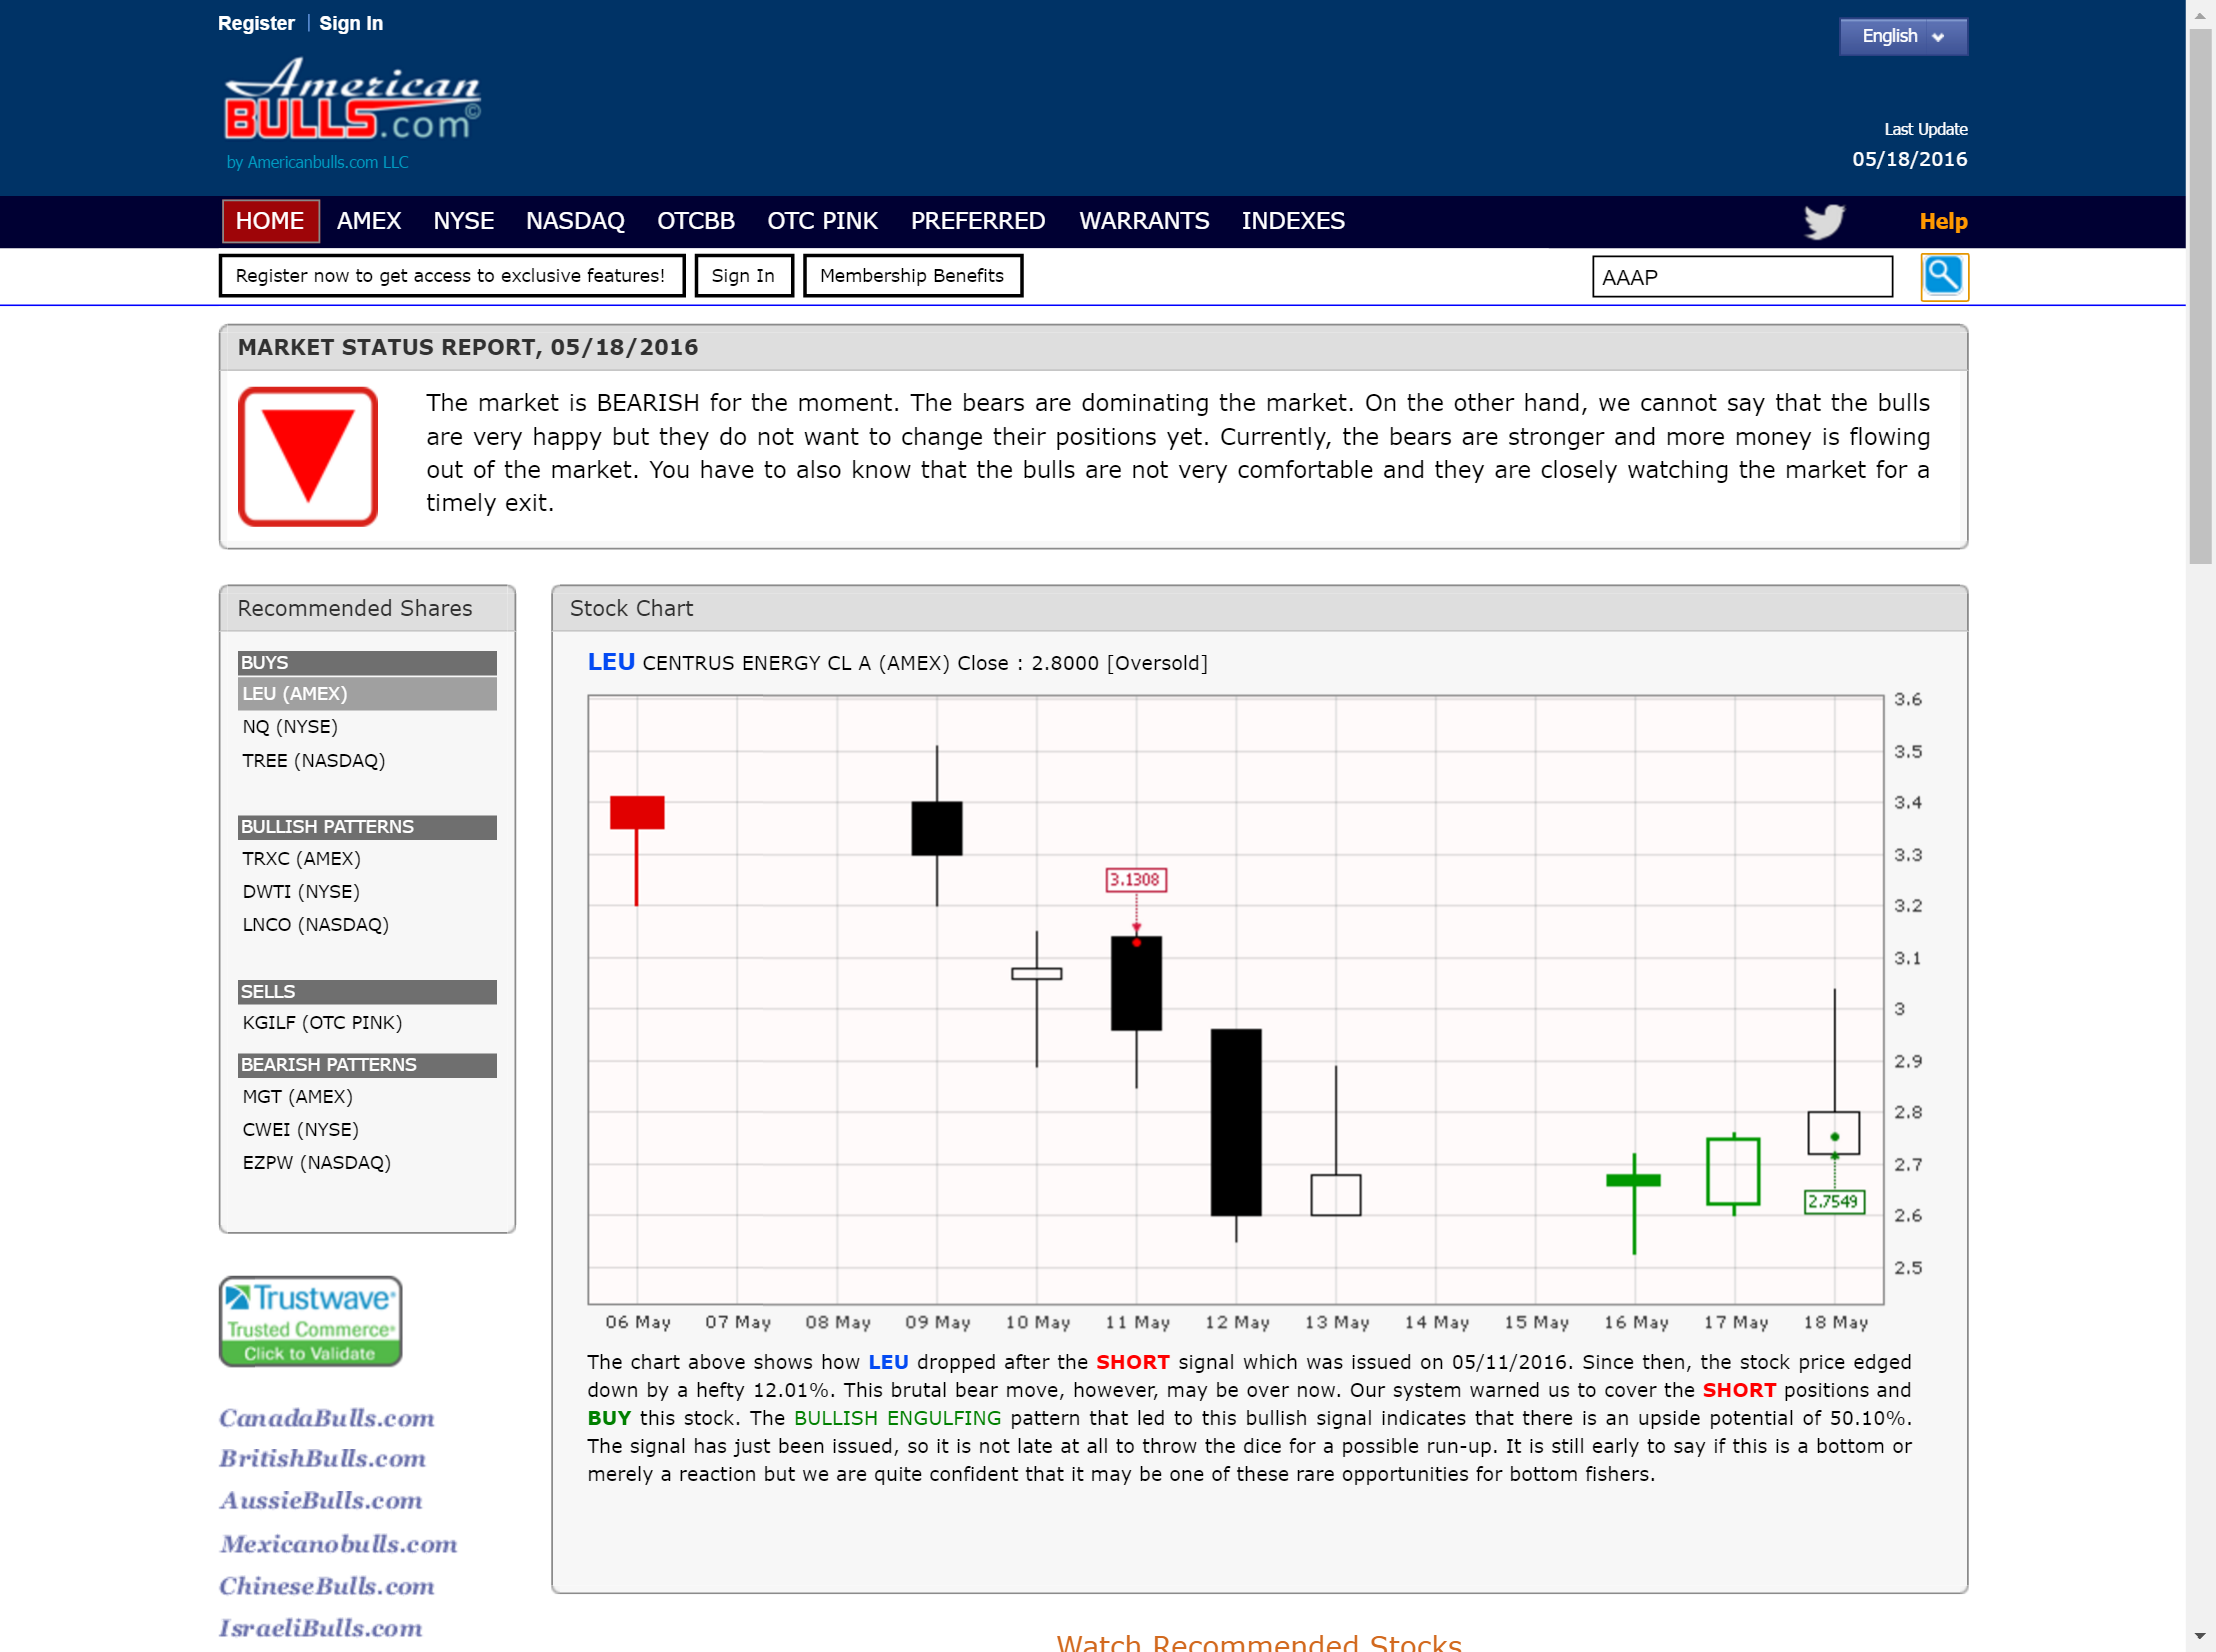 Register | Sign In
English
American
BULLS.com©
by Americanbulls.com LLC
Last Update
05/18/2016
HOME AMEX NYSE NASDAQ OTCBB OTC PINK PREFERRED WARRANTS INDEXES Help
Register now to get access to exclusive features! Sign In Membership Benefits AAAP
MARKET STATUS REPORT, 05/18/2016
The market is BEARISH for the moment. The bears are dominating the market. On the other hand, we cannot say that the bulls
are very happy but they do not want to change their positions yet. Currently, the bears are stronger and more money is flowing
out of the market. You have to also know that the bulls are not very comfortable and they are closely watching the market for a
timely exit.
Recommended Shares
BUYS
LEU (AMEX)
NQ (NYSE)
TREE (NASDAQ)
BULLISH PATTERNS
TRXC (AMEX)
DWTI (NYSE)
LNCO (NASDAQ)
SELLS
KGILF (OTC PINK)
BEARISH PATTERNS
MGT (AMEX)
CWEI (NYSE)
EZPW (NASDAQ)
Trustwave®
Trusted Commerce®
Click to Validate
CanadaBulls.com
BritishBulls.com
AussieBulls.com
Mexicanobulls.com
ChineseBulls.com
IsraeliBulls.com
Stock Chart
LEU CENTRUS ENERGY CL A (AMEX) Close : 2.8000 [Oversold]
3.6
3.5
3.4
3.3
3.1308
3.2
3.1
3
2.9
2.8
2.7
2.7549
2.6
2.5
06 May 07 May 08 May 09 May 10 May 11 May 12 May 13 May 14 May 15 May 16 May 17 May 18 May
The chart above shows how LEU dropped after the SHORT signal which was issued on 05/11/2016. Since then, the stock price edged
down by a hefty 12.01%. This brutal bear move, however, may be over now. Our system warned us to cover the SHORT positions and
BUY this stock. The BULLISH ENGULFING pattern that led to this bullish signal indicates that there is an upside potential of 50.10%.
The signal has just been issued, so it is not late at all to throw the dice for a possible run-up. It is still early to say if this is a bottom or
merely a reaction but we are quite confident that it may be one of these rare opportunities for bottom fishers.
Watch Recommended Stocks